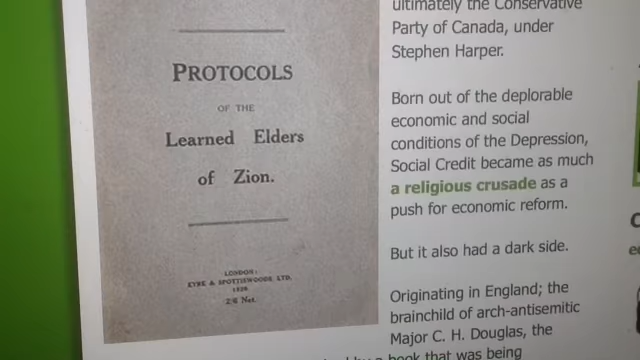 PROTOCOLS
OF THE
Learned Elders
of Zion.
LONDON:
EYRE & SPOTTISWOODE LTD.
1920
2/6 Net.
ultimately the Conservative
Party of Canada, under
Stephen Harper.
Born out of the deplorable
economic and social
conditions of the Depression,
Social Credit became as much
a religious crusade as a
push for economic reform.
But it also had a dark side.
Originating in England; the
brainchild of arch-antisemitic
Major C. H. Douglas, the
by a book that was being